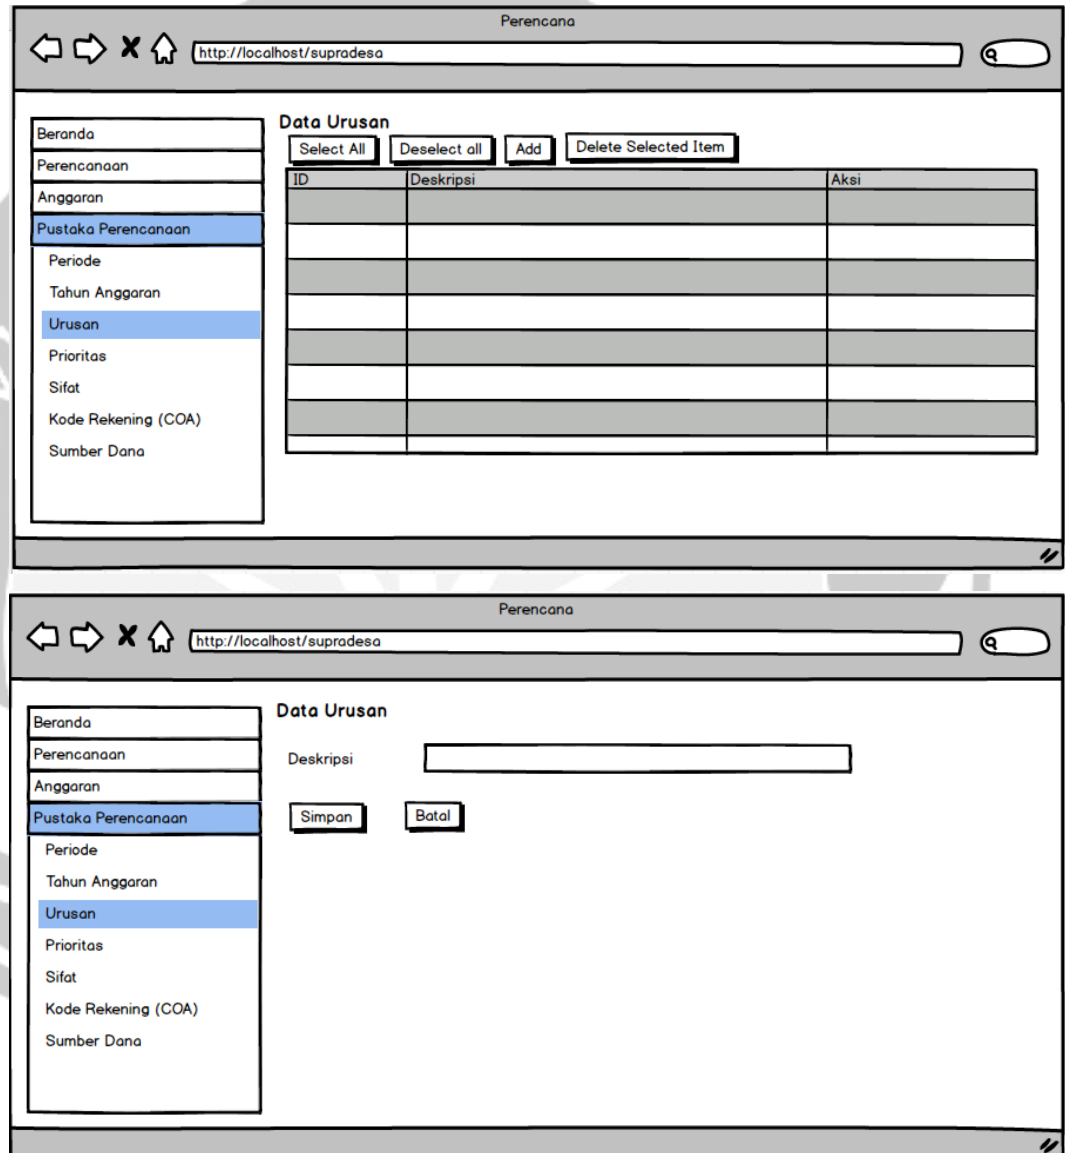 Perencana
http://localhost/supradesa
Beranda
Perencanaan
Anggaran
Pustaka Perencanaan
Periode
Tahun Anggaran
Urusan
Prioritas
Sifat
Kode Rekening (COA)
Sumber Dana
Data Urusan
Select All Deselect all Add Delete Selected Item
ID Deskripsi Aksi
Perencana
http://localhost/supradesa
Beranda
Perencanaan
Anggaran
Pustaka Perencanaan
Periode
Tahun Anggaran
Urusan
Prioritas
Sifat
Kode Rekening (COA)
Sumber Dana
Data Urusan
Deskripsi
Simpan Batal